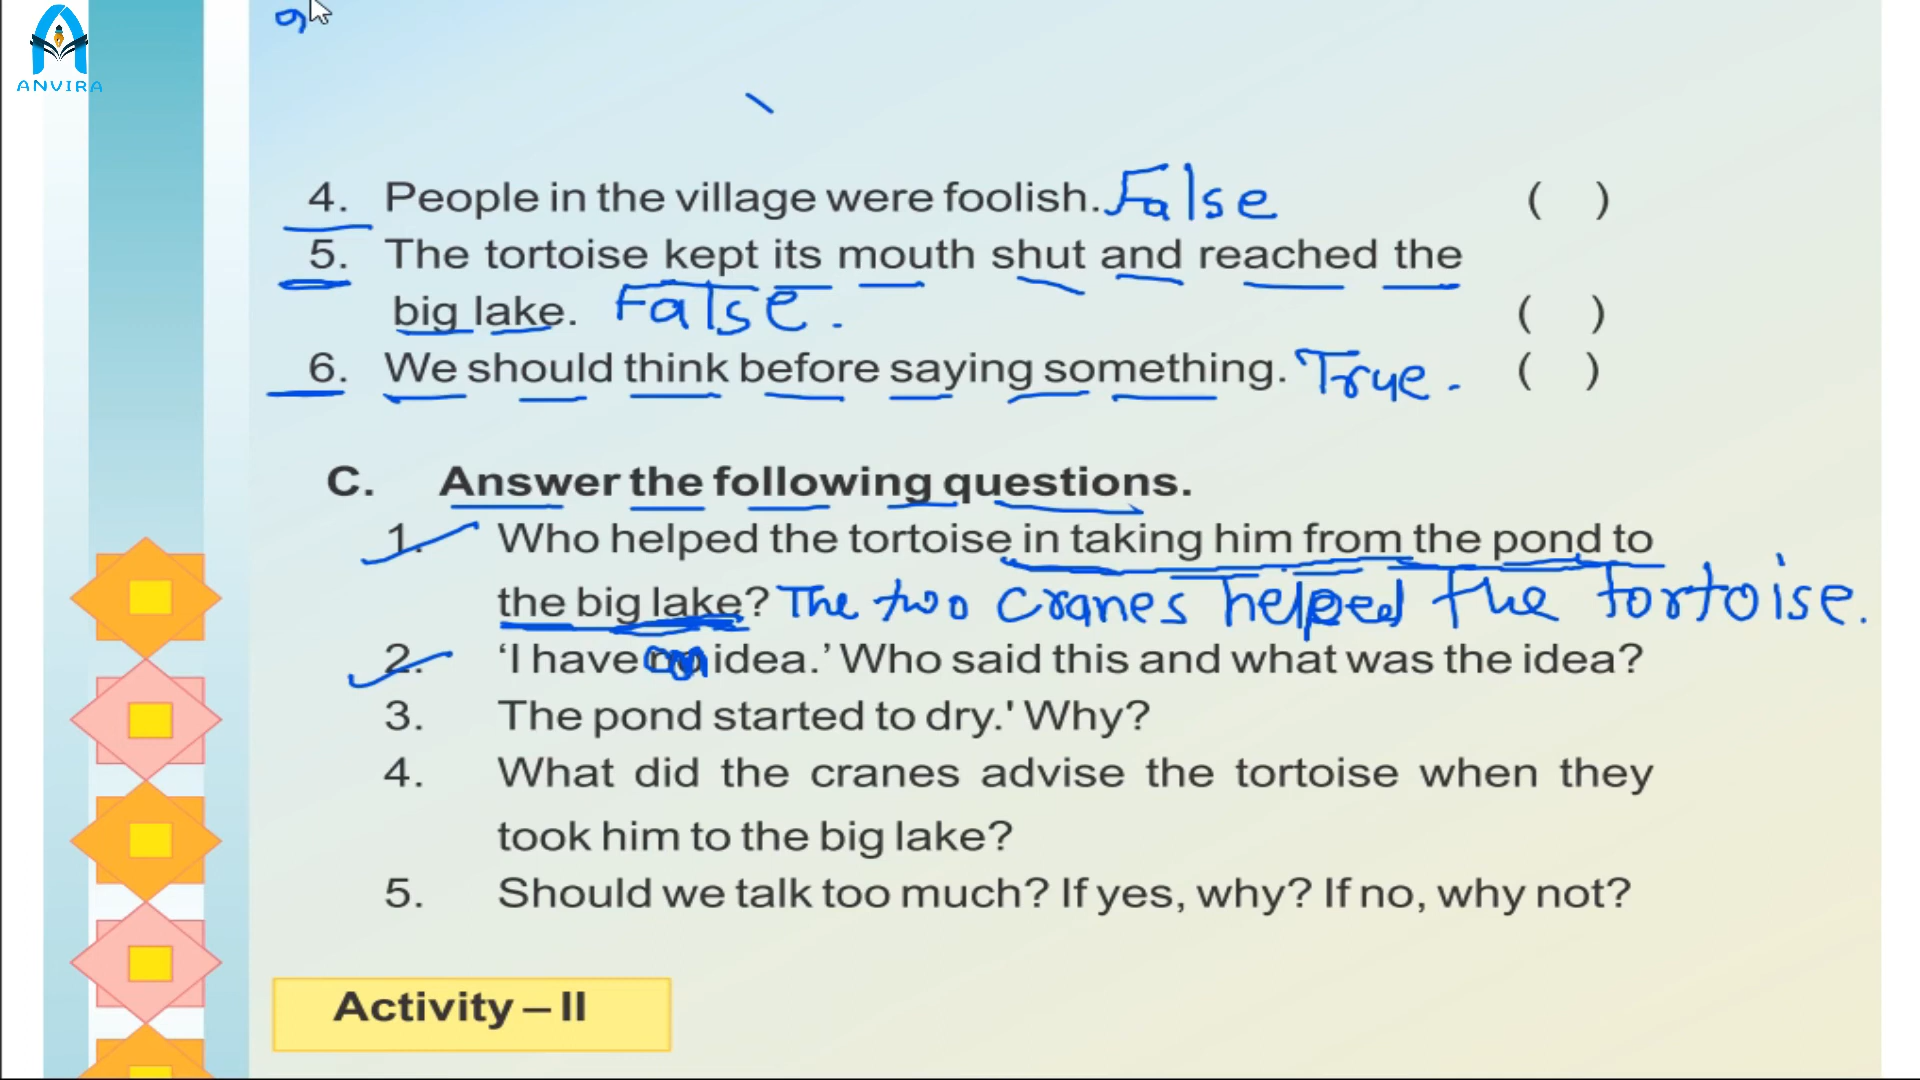 ANVIRA
4. People in the village were foolish. False ( )
5. The tortoise kept its mouth shut and reached the
big lake. False. ( )
6. We should think before saying something. True. ( )
C. Answer the following questions.
1. Who helped the tortoise in taking him from the pond to
the big lake? The two cranes helped the tortoise.
2. ‘I have idea.’ Who said this and what was the idea?
3. The pond started to dry.' Why?
4. What did the cranes advise the tortoise when they
took him to the big lake?
5. Should we talk too much? If yes, why? If no, why not?
Activity – II